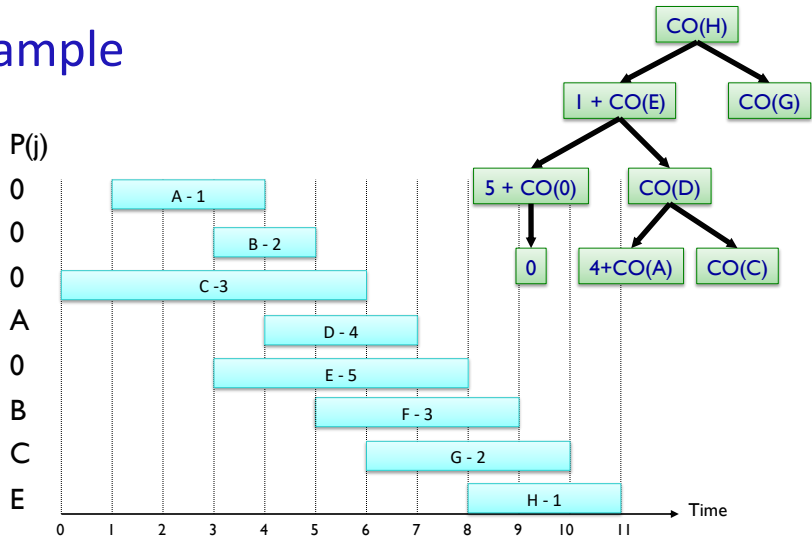 ample
CO(H)
1 + CO(E)
CO(G)
5 + CO(0)
CO(D)
0
4+CO(A)
CO(C)
P(j)
0
A - 1
0
B - 2
0
C -3
A
D - 4
0
E - 5
B
F - 3
C
G - 2
E
H - 1
Time
0 1 2 3 4 5 6 7 8 9 10 11